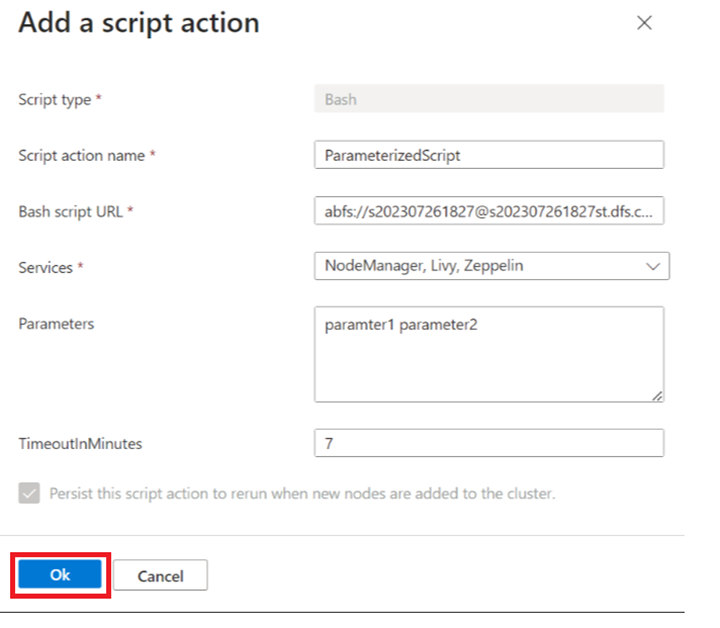 Add a script action
Script type *
Bash
Script action name *
ParameterizedScript
Bash script URL *
abfs://s202307261827@s202307261827st.dfs.c...
Services *
NodeManager, Livy, Zeppelin
Parameters
paramter1 parameter2
TimeoutInMinutes
7
Persist this script action to rerun when new nodes are added to the cluster.
Ok
Cancel